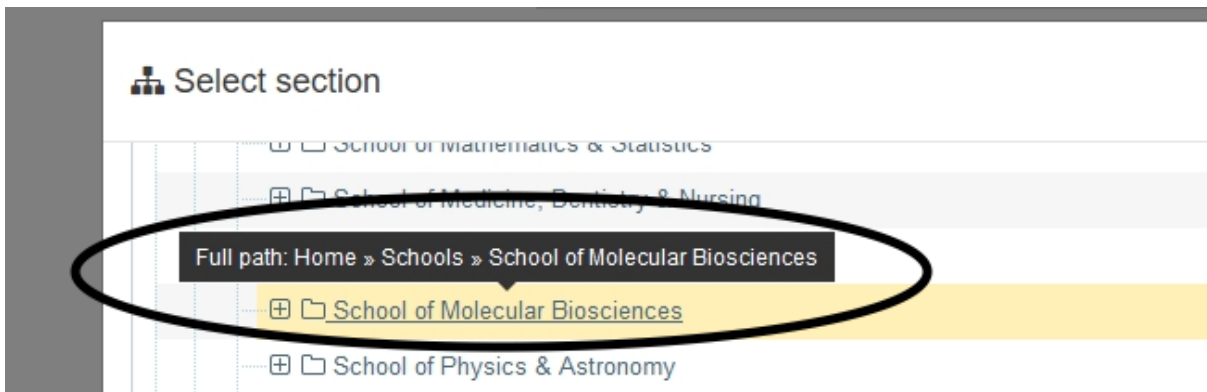 Select section
School of Mathematics & Statistics
School of Medicine, Dentistry & Nursing
Full path: Home » Schools » School of Molecular Biosciences
School of Molecular Biosciences
School of Physics & Astronomy